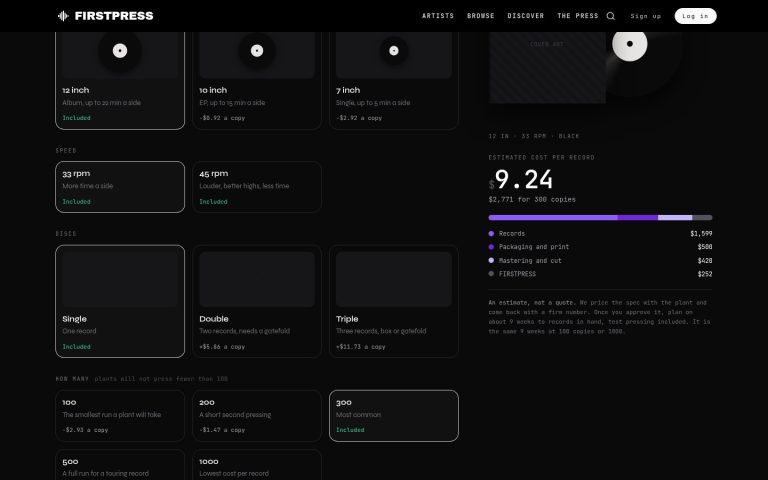 FIRSTPRESS
ARTISTS BROWSE DISCOVER THE PRESS Sign up Log in
12 inch
Album, up to 22 min a side
Included
10 inch
EP, up to 15 min a side
-$0.92 a copy
7 inch
Single, up to 5 min a side
-$2.92 a copy
SPEED
33 rpm
More time a side
Included
45 rpm
Louder, better highs, less time
Included
DISCS
Single
One record
Included
Double
Two records, needs a gatefold
+$5.86 a copy
Triple
Three records, box or gatefold
+$11.73 a copy
HOW MANY plants will not press fewer than 100
100
The smallest run a plant will take
-$2.93 a copy
200
A short second pressing
-$1.47 a copy
300
Most common
Included
500
A full run for a touring record
1000
Lowest cost per record
COVER ART
12 IN · 33 RPM · BLACK
ESTIMATED COST PER RECORD
$9.24
$2,771 for 300 copies
Records $1,599
Packaging and print $500
Mastering and cut $420
FIRSTPRESS $252
An estimate, not a quote. We price the spec with the plant and
come back with a firm number. Once you approve it, plan on
about 9 weeks to records in hand, test pressing included. It is
the same 9 weeks at 100 copies or 1000.